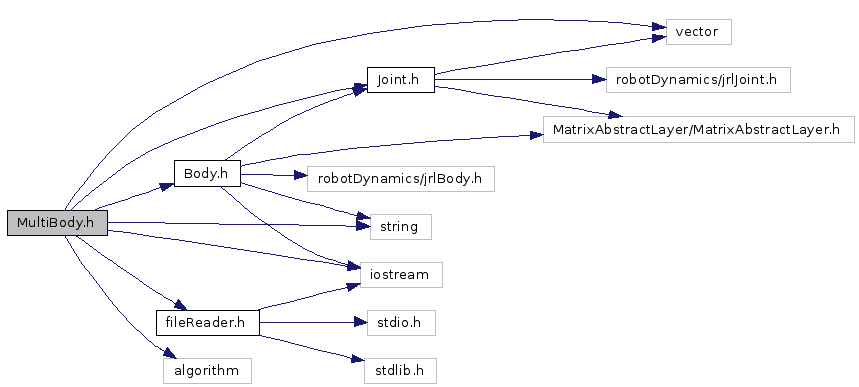 vector
Joint.h
robotDynamics/jrlJoint.h
MatrixAbstractLayer/MatrixAbstractLayer.h
Body.h
robotDynamics/jrlBody.h
MultiBody.h
string
iostream
fileReader.h
stdio.h
algorithm
stdlib.h